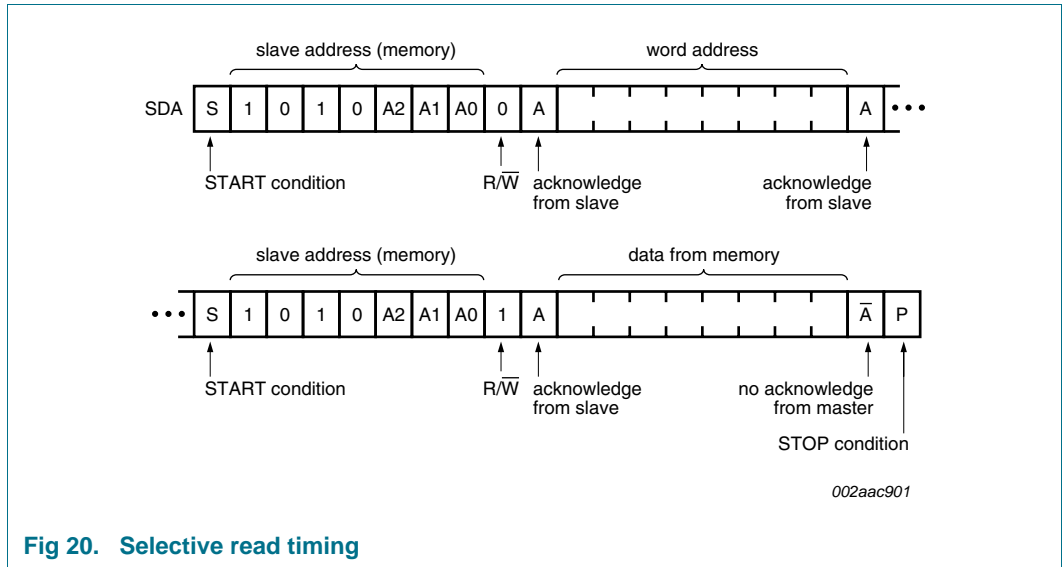 slave address (memory) word address
SDA S 1 0 1 0 A2 A1 A0 0 A A •••
START condition R/W̅ acknowledge from slave acknowledge from slave
slave address (memory) data from memory
••• S 1 0 1 0 A2 A1 A0 1 A A̅ P
START condition R/W̅ acknowledge from slave no acknowledge from master
STOP condition
002aac901
Fig 20. Selective read timing